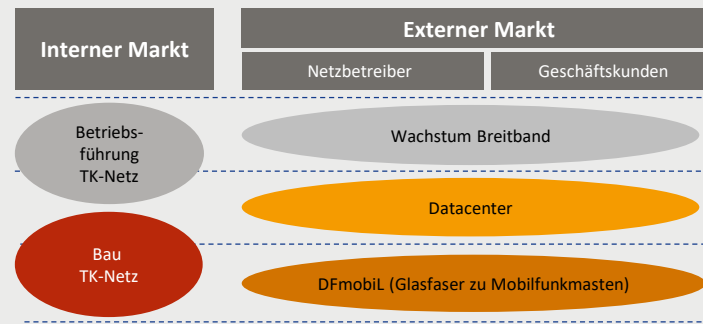 Interner Markt
Externer Markt
Netzbetreiber
Geschäftskunden
Betriebs-
führung
TK-Netz
Wachstum Breitband
Datacenter
Bau
TK-Netz
DFmobiL (Glasfaser zu Mobilfunkmasten)